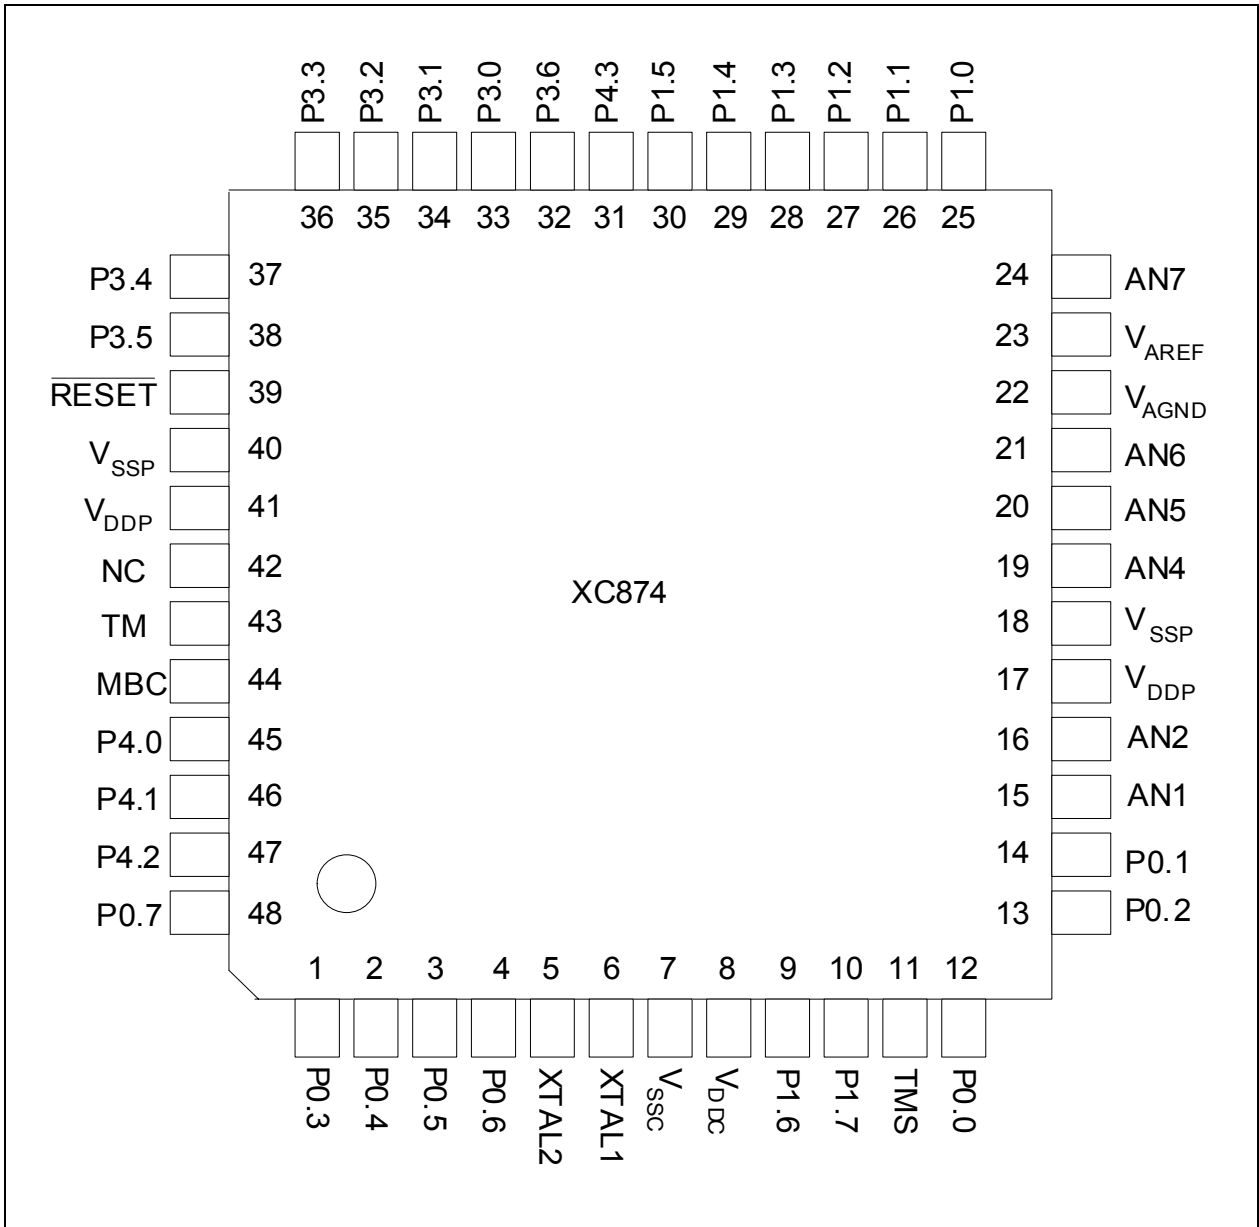 P3.3 P3.2 P3.1 P3.0 P3.6 P4.3 P1.5 P1.4 P1.3 P1.2 P1.1 P1.0
36 35 34 33 32 31 30 29 28 27 26 25
P3.4 37 24 AN7
P3.5 38 23 VAREF
RESET 39 22 VAGND
VSSP 40 21 AN6
VDDP 41 20 AN5
NC 42 19 AN4
XC874
TM 43 18 VSSP
MBC 44 17 VDDP
P4.0 45 16 AN2
P4.1 46 15 AN1
P4.2 47 14 P0.1
P0.7 48 13 P0.2
1 2 3 4 5 6 7 8 9 10 11 12
P0.3 P0.4 P0.5 P0.6 XTAL2 XTAL1 VSSC VDDC P1.6 P1.7 TMS P0.0